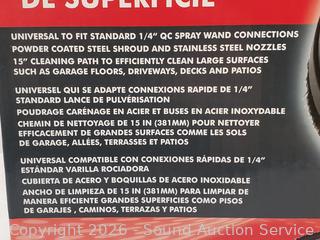 DE SUPERFICIE
UNIVERSAL TO FIT STANDARD 1/4" QC SPRAY WAND CONNECTIONS
POWDER COATED STEEL SHROUD AND STAINLESS STEEL NOZZLES
15" CLEANING PATH TO EFFICIENTLY CLEAN LARGE SURFACES
SUCH AS GARAGE FLOORS, DRIVEWAYS, DECKS AND PATIOS
UNIVERSEL QUI SE ADAPTE CONNEXIONS RAPIDE DE 1/4"
STANDARD LANCE DE PULVÉRISATION
POUDRAGE CARÉNAGE EN ACIER ET BUSES EN ACIER INOXYDABLE
CHEMIN DE NETTOYAGE DE 15 IN (381MM) POUR NETTOYER
EFFICACEMENT DE GRANDES SURFACES COMME LES SOLS
DE GARAGE, ALLÉES, TERRASSES ET PATIOS
UNIVERSAL COMPATIBLE CON CONEXIONES RÁPIDAS DE 1/4"
ESTÁNDAR VARILLA ROCIADORA
CUBIERTA DE ACERO Y BOQUILLAS DE ACERO INOXIDABLE
ANCHO DE LIMPIEZA DE 15 IN (381MM) PARA LIMPIAR DE
MANERA EFICIENTE GRANDES SUPERFICIES COMO PISOS
DE GARAJES , CAMINOS, TERRAZAS Y PATIOS
Copyright © 2026 - Sound Auction Service